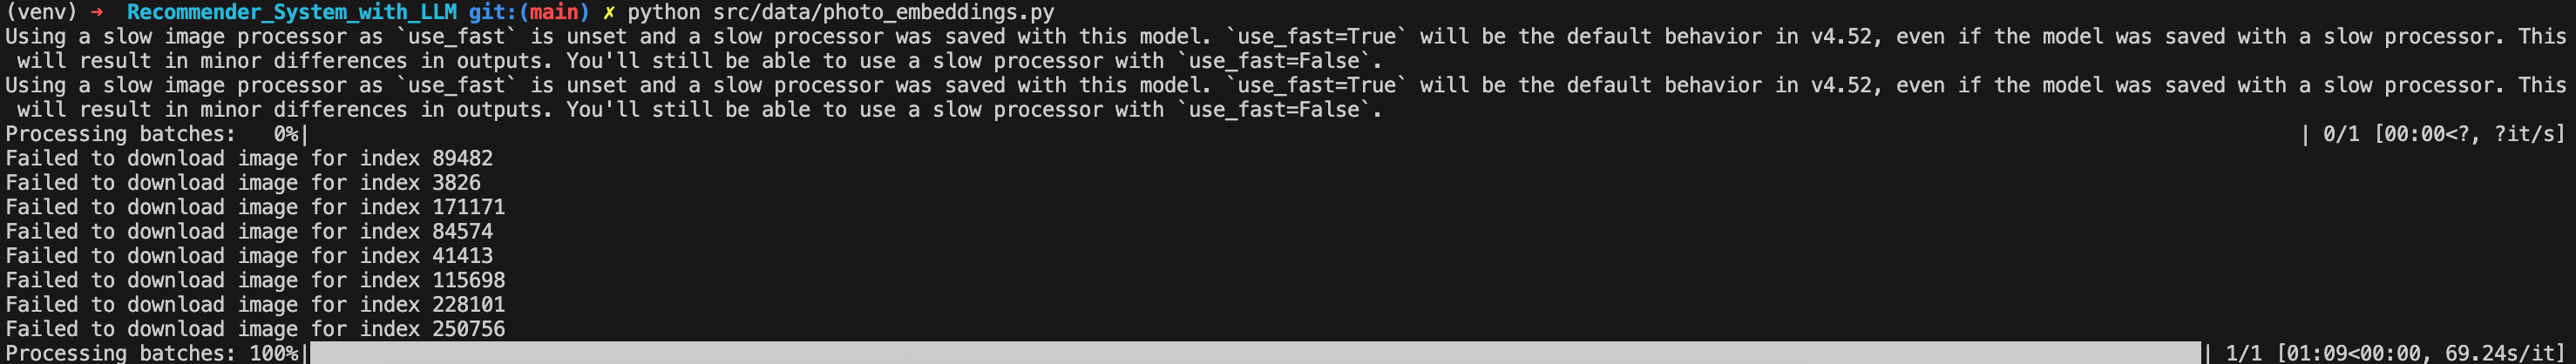 (venv) → Recommender_System_with_LLM git:(main) ✗ python src/data/photo_embeddings.py
Using a slow image processor as `use_fast` is unset and a slow processor was saved with this model. `use_fast=True` will be the default behavior in v4.52, even if the model was saved with a slow processor. This
will result in minor differences in outputs. You'll still be able to use a slow processor with `use_fast=False`.
Using a slow image processor as `use_fast` is unset and a slow processor was saved with this model. `use_fast=True` will be the default behavior in v4.52, even if the model was saved with a slow processor. This
will result in minor differences in outputs. You'll still be able to use a slow processor with `use_fast=False`.
Processing batches:   0%| | 0/1 [00:00<?, ?it/s]
Failed to download image for index 89482
Failed to download image for index 3826
Failed to download image for index 171171
Failed to download image for index 84574
Failed to download image for index 41413
Failed to download image for index 115698
Failed to download image for index 228101
Failed to download image for index 250756
Processing batches: 100%| | 1/1 [01:09<00:00, 69.24s/it]